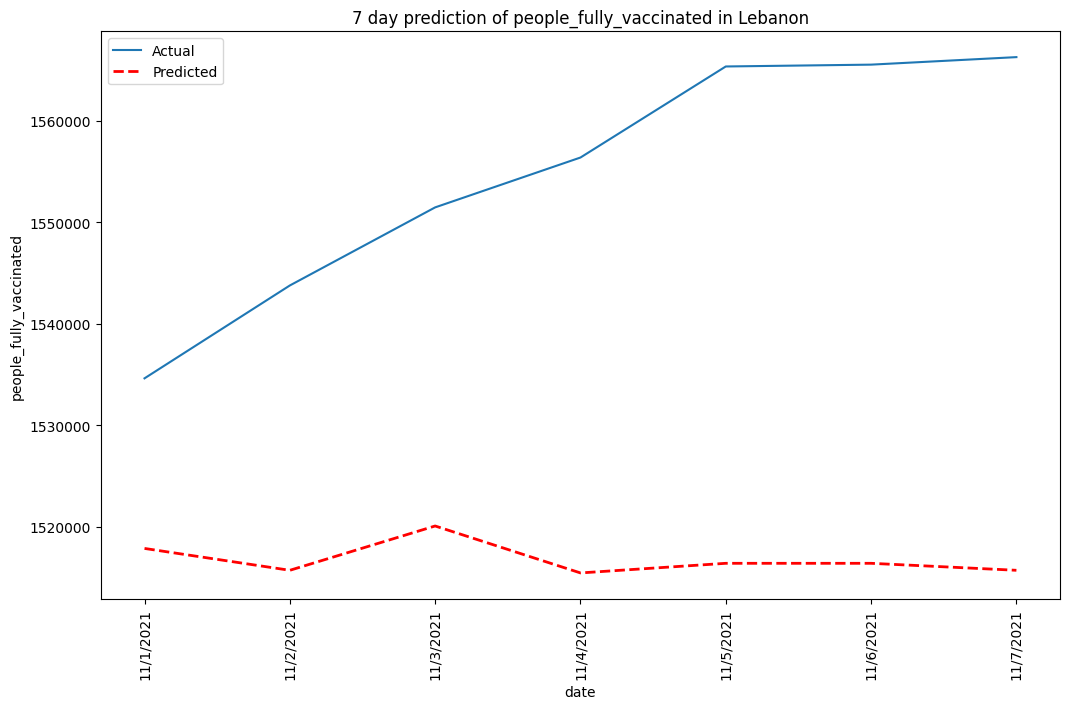 7 day prediction of people_fully_vaccinated in Lebanon
Actual
Predicted
people_fully_vaccinated
1560000
1550000
1540000
1530000
1520000
11/1/2021
11/2/2021
11/3/2021
11/4/2021
11/5/2021
11/6/2021
11/7/2021
date